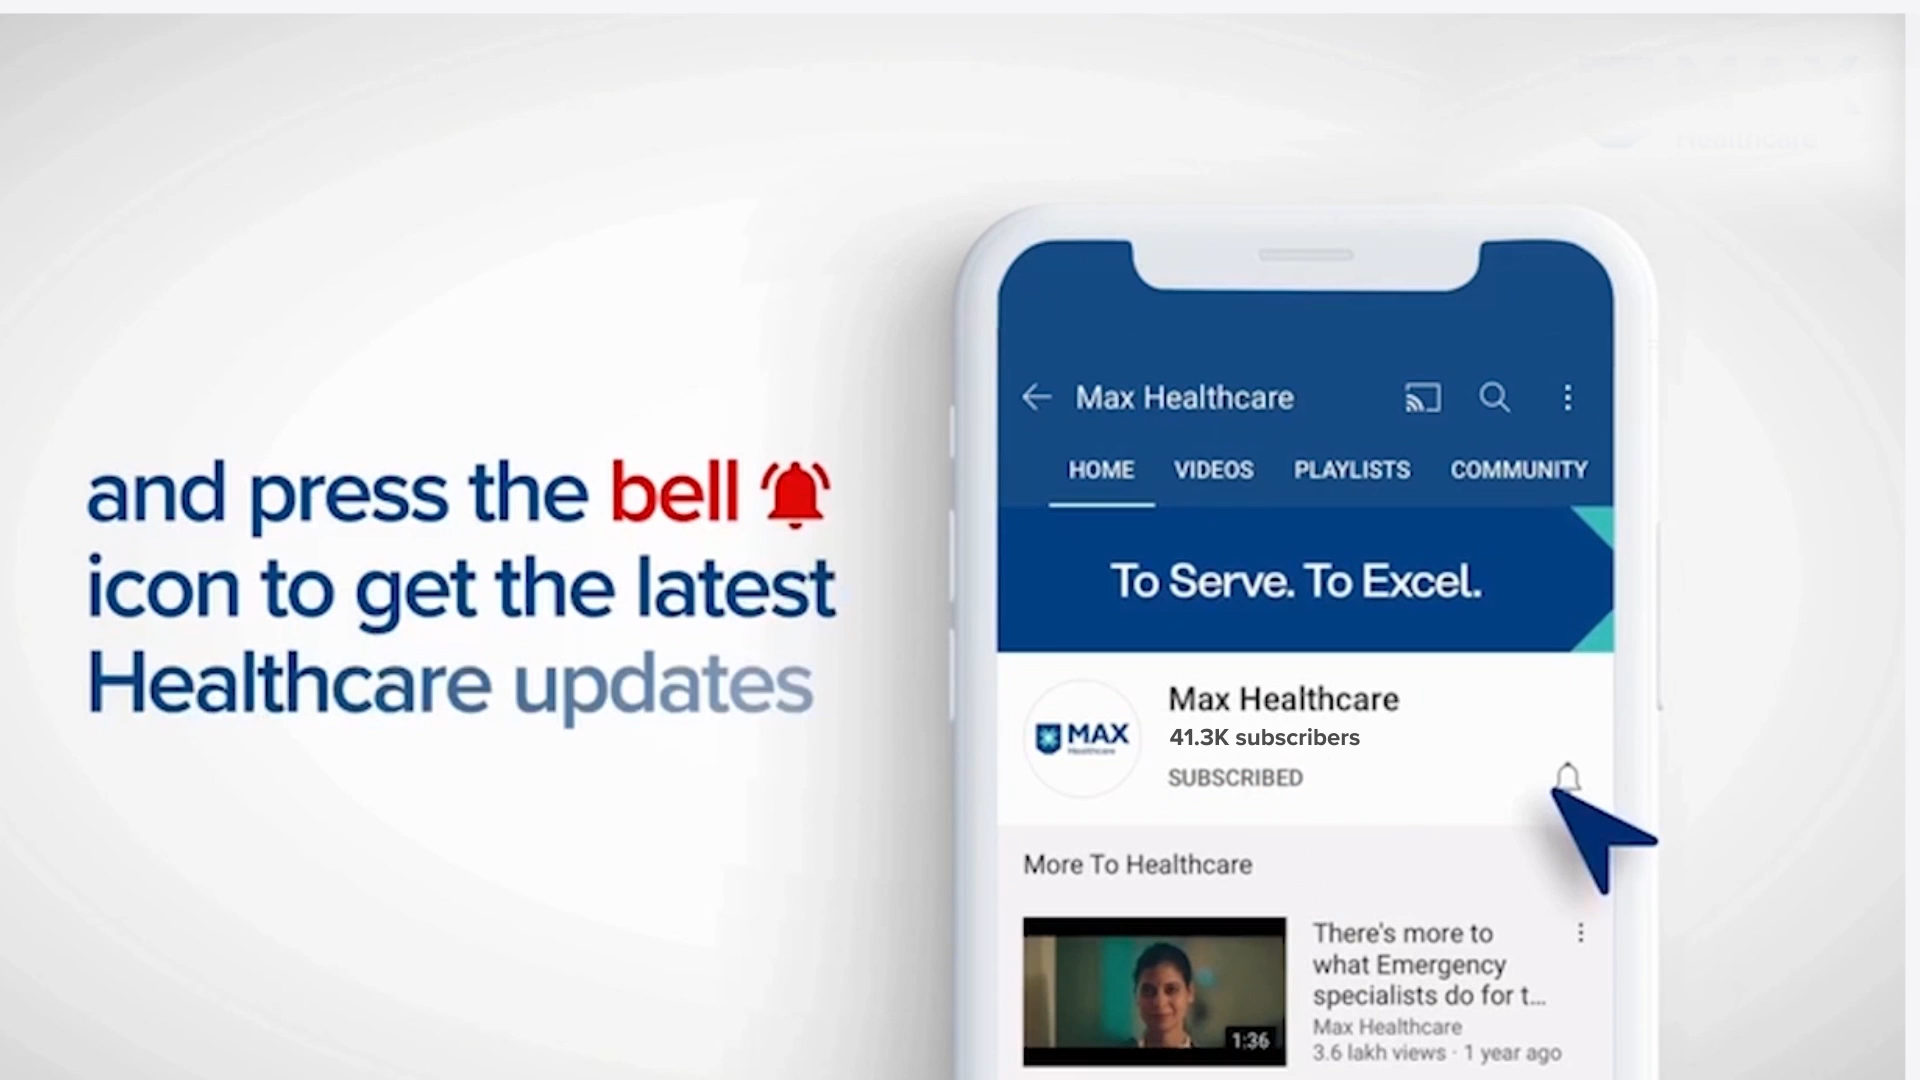 and press the bell
icon to get the latest
Healthcare updates
Max Healthcare
HOME VIDEOS PLAYLISTS COMMUNITY
To Serve. To Excel.
MAX
Healthcare
Max Healthcare
41.3K subscribers
SUBSCRIBED
More To Healthcare
1:36
There's more to
what Emergency
specialists do for t...
Max Healthcare
3.6 lakh views · 1 year ago